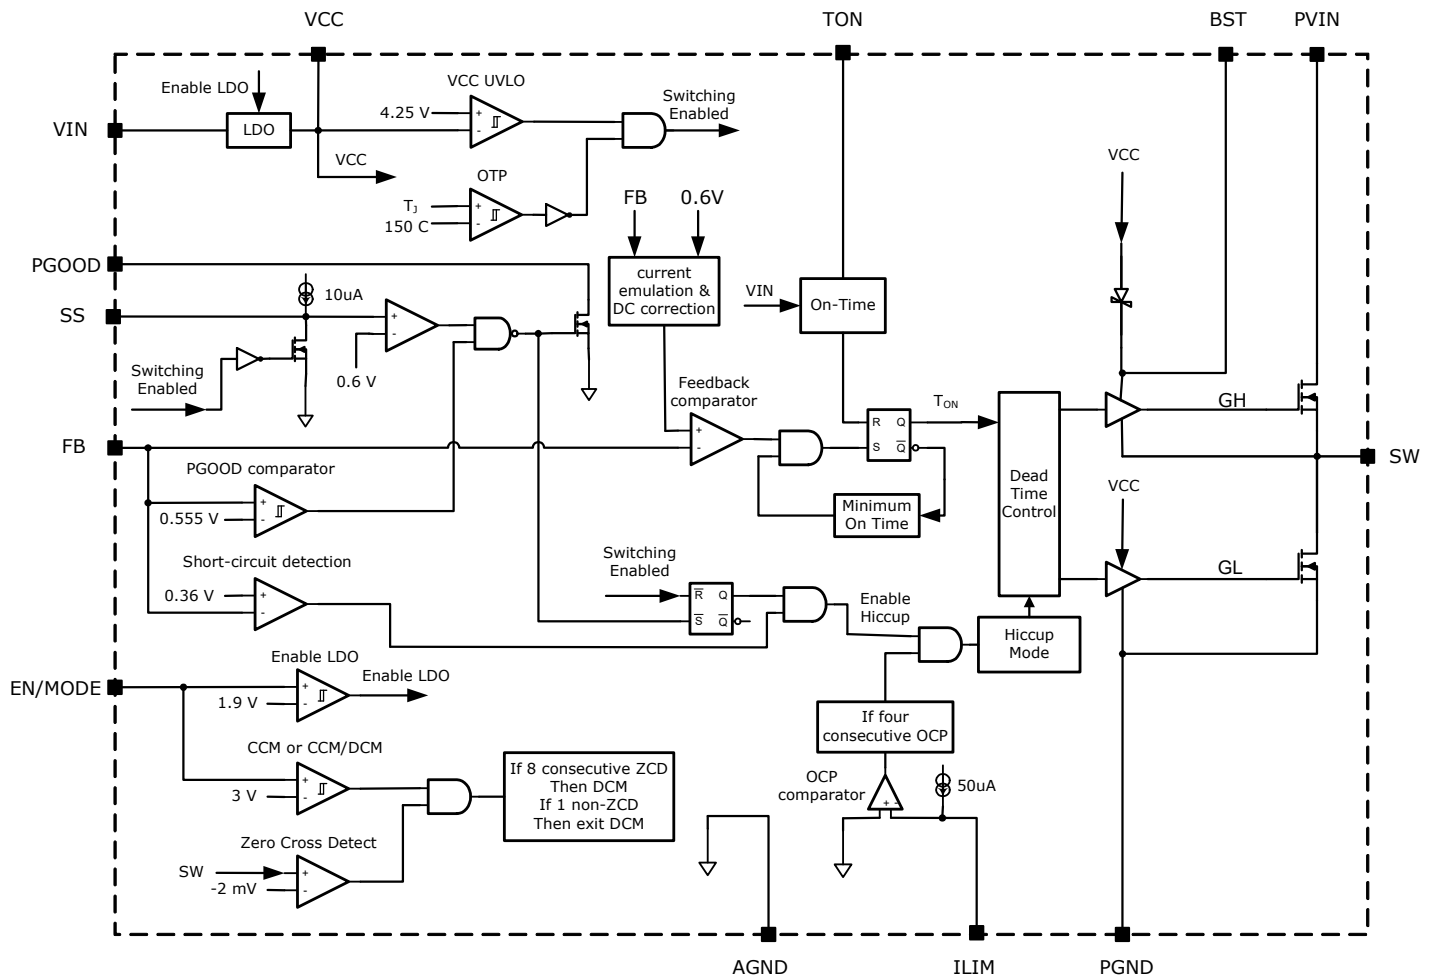 VCC
TON
BST
PVIN
Enable LDO
VCC UVLO
Switching
Enabled
4.25 V
+
-
VIN
LDO
VCC
VCC
OTP
TJ
150 C
+
-
FB
0.6V
PGOOD
current
emulation &
DC correction
VIN
On-Time
10uA
SS
+
-
0.6 V
Switching
Enabled
Feedback
comparator
TON
GH
R
Q
S
Q
+
-
FB
SW
PGOOD comparator
Dead
Time
Control
VCC
+
-
0.555 V
Minimum
On Time
Switching
Enabled
Short-circuit detection
GL
0.36 V
+
-
R
Q
S
Q
Enable
Hiccup
Hiccup
Mode
Enable LDO
Enable LDO
EN/MODE
+
-
1.9 V
If four
consecutive OCP
CCM or CCM/DCM
If 8 consecutive ZCD
Then DCM
If 1 non-ZCD
Then exit DCM
+
-
3 V
OCP
comparator
50uA
+
-
Zero Cross Detect
SW
-2 mV
+
-
AGND
ILIM
PGND